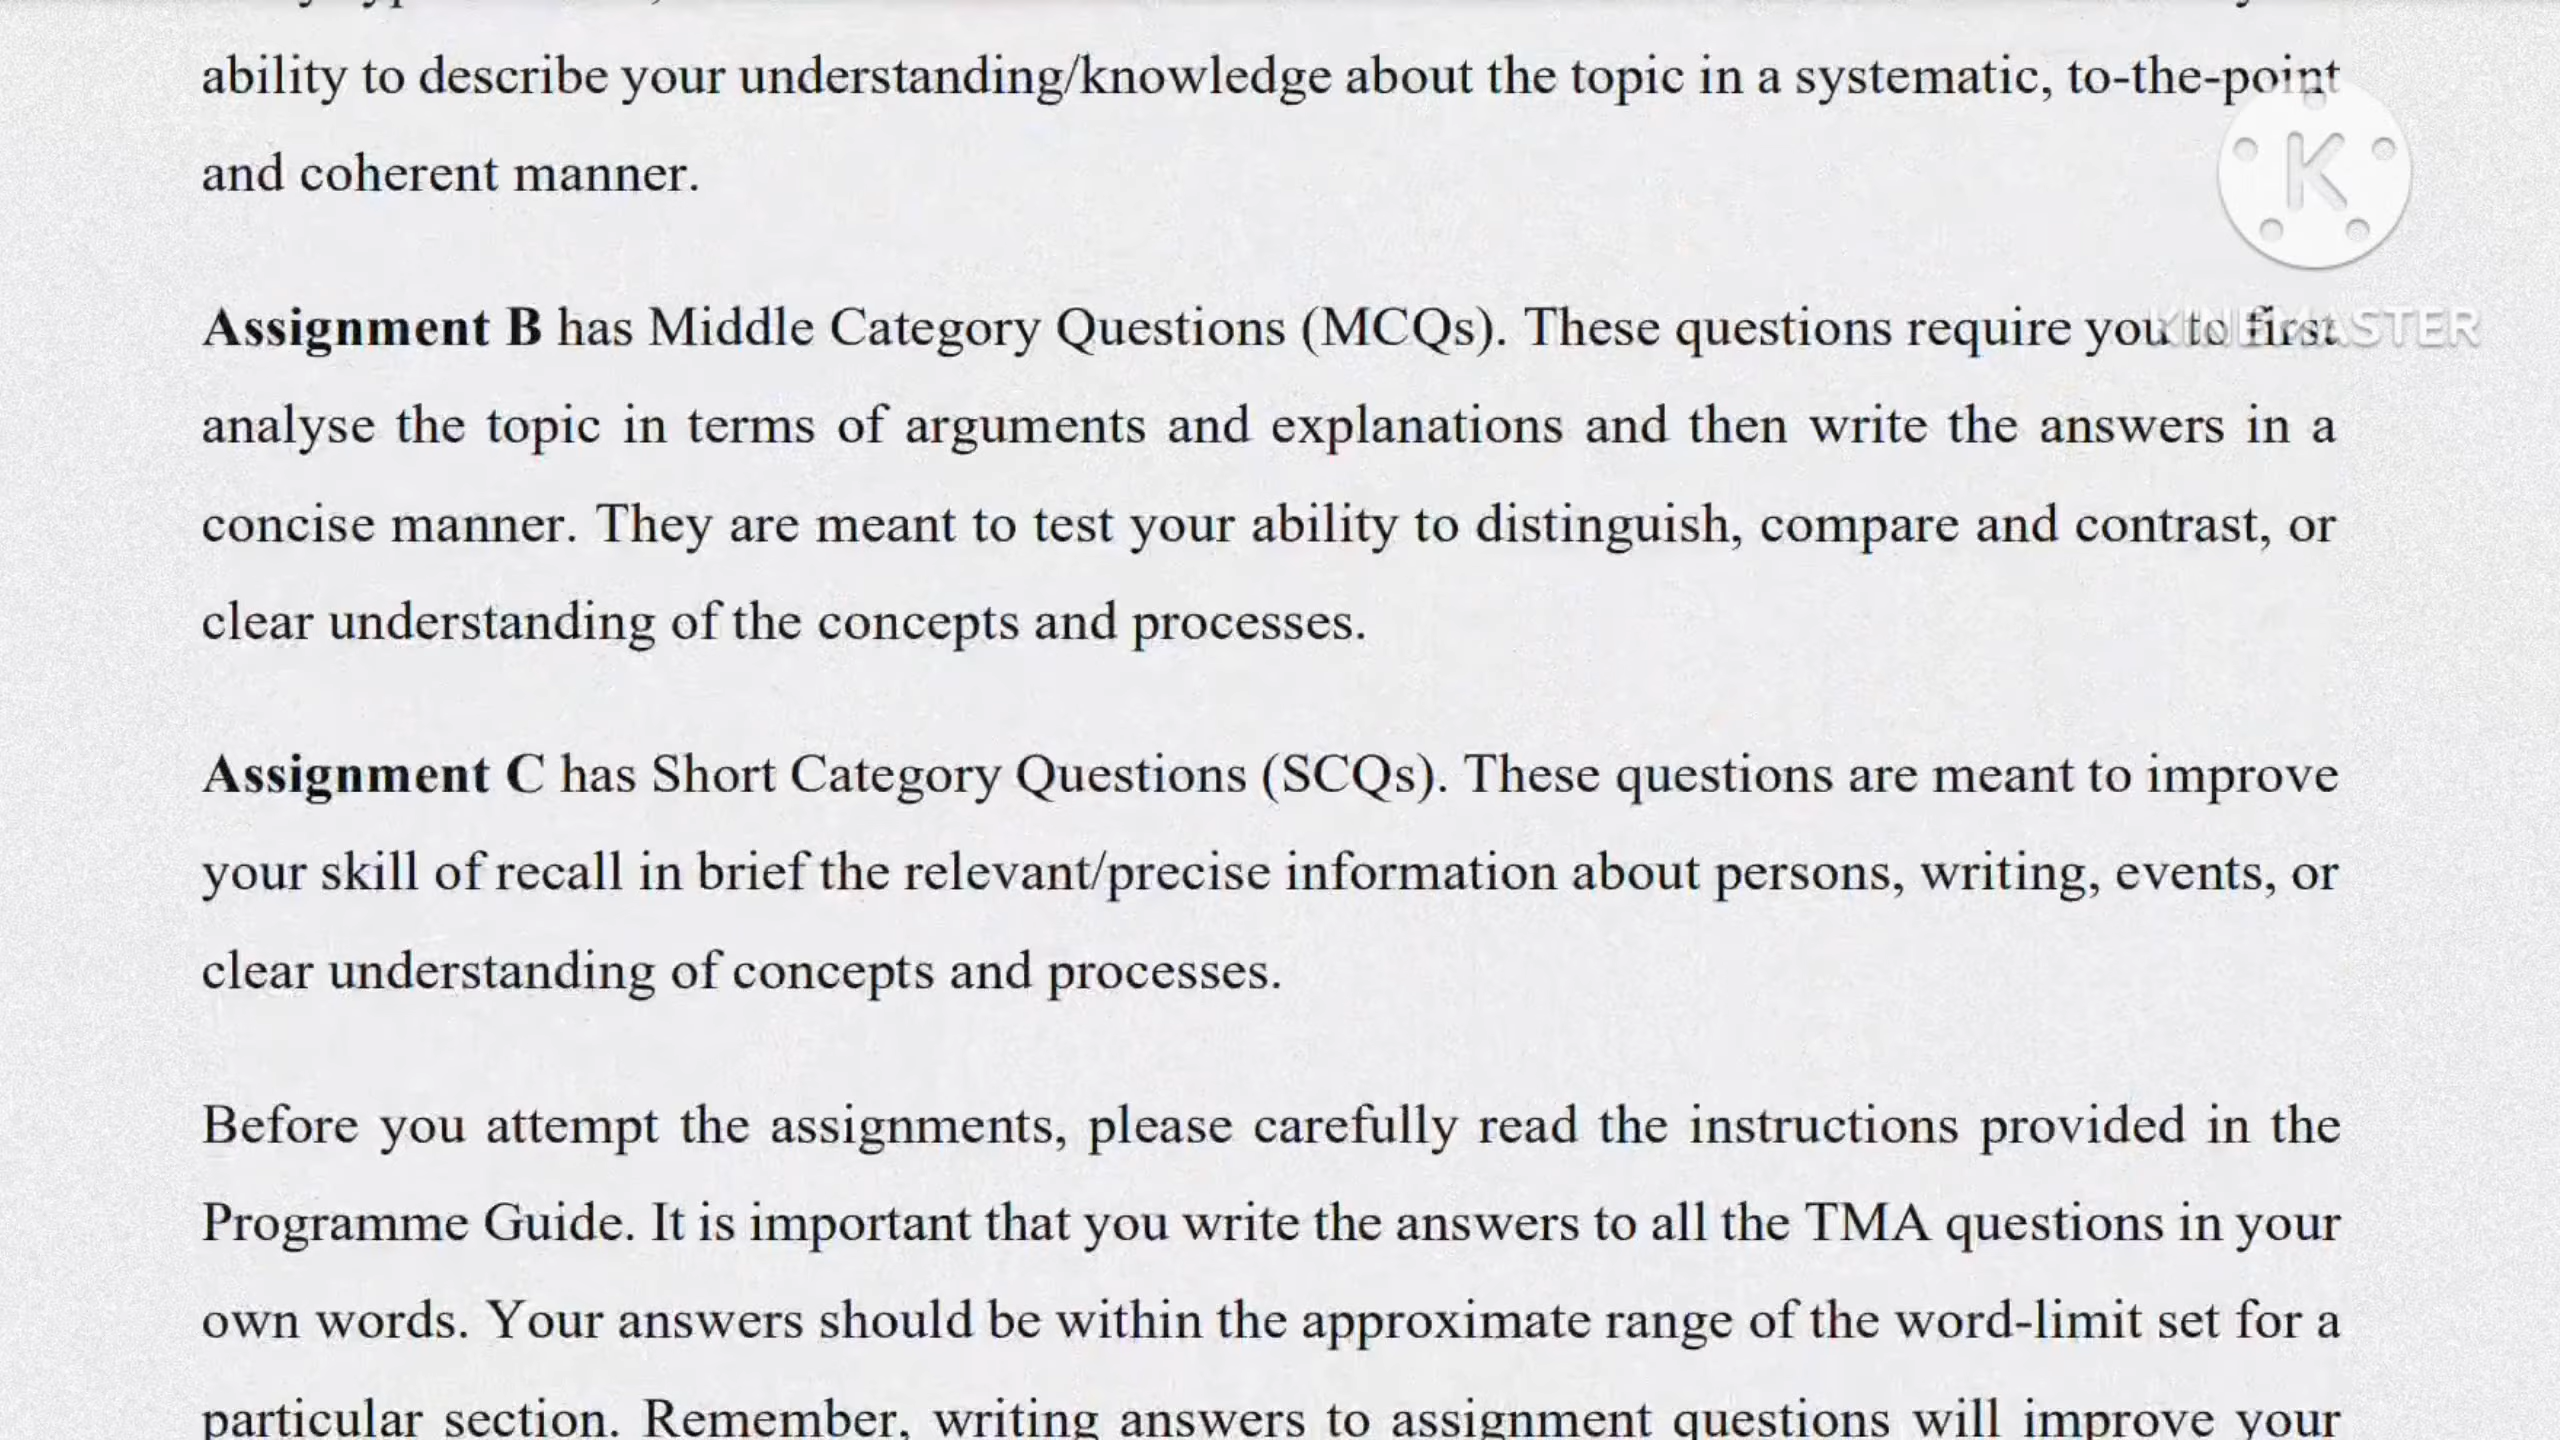 ability to describe your understanding/knowledge about the topic in a systematic, to-the-point
and coherent manner.
K
KINEMASTER
Assignment B has Middle Category Questions (MCQs). These questions require you to first
analyse the topic in terms of arguments and explanations and then write the answers in a
concise manner. They are meant to test your ability to distinguish, compare and contrast, or
clear understanding of the concepts and processes.
Assignment C has Short Category Questions (SCQs). These questions are meant to improve
your skill of recall in brief the relevant/precise information about persons, writing, events, or
clear understanding of concepts and processes.
Before you attempt the assignments, please carefully read the instructions provided in the
Programme Guide. It is important that you write the answers to all the TMA questions in your
own words. Your answers should be within the approximate range of the word-limit set for a
particular section. Remember, writing answers to assignment questions will improve your